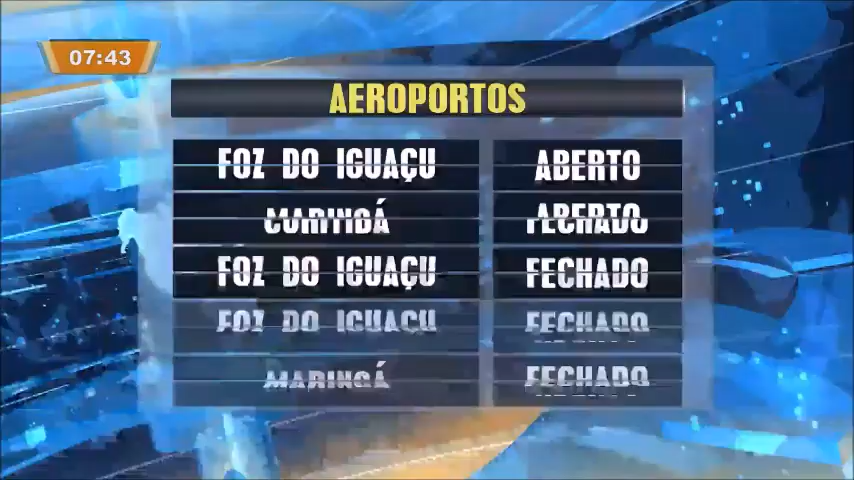 07:43
AEROPORTOS
FOZ DO IGUAÇU ABERTO
FOZ DO IGUAÇU FECHADO
FOZ DO IGUAÇU FECHADO
MARINGÁ FECHADO